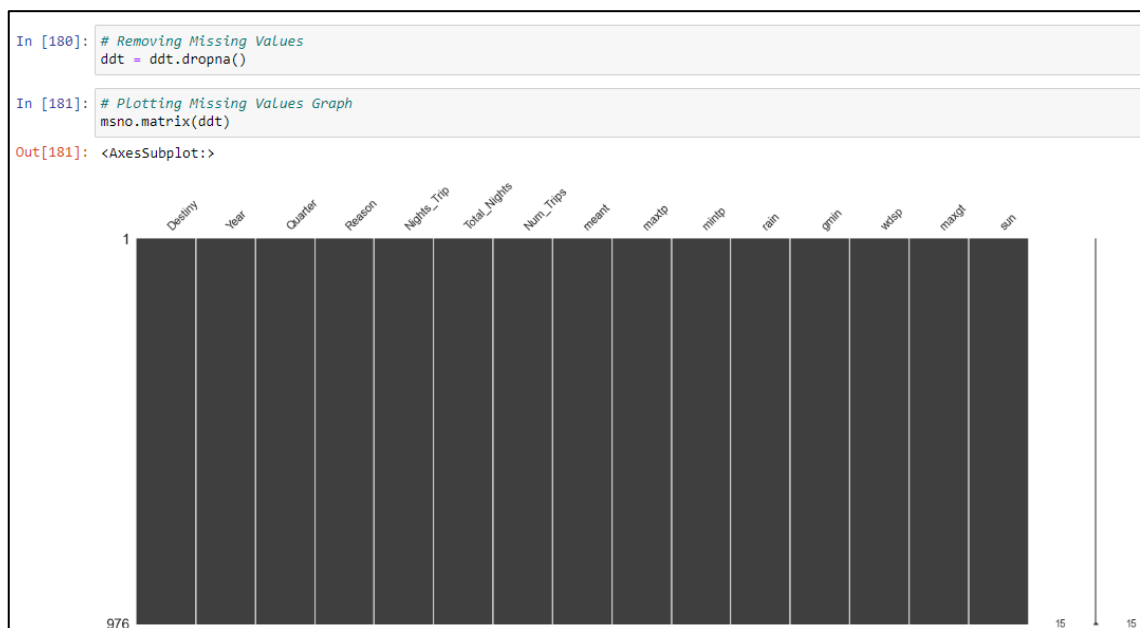 In [180]: # Removing Missing Values
ddt = ddt.dropna()
In [181]: # Plotting Missing Values Graph
msno.matrix(ddt)
Out[181]: <AxesSubplot:>
Destiny Year Quarter Reason Nights_Trip Total_Nights Num_Trips meant maxtp mintp rain gmin wdsp maxgt sun
1
976 15 15